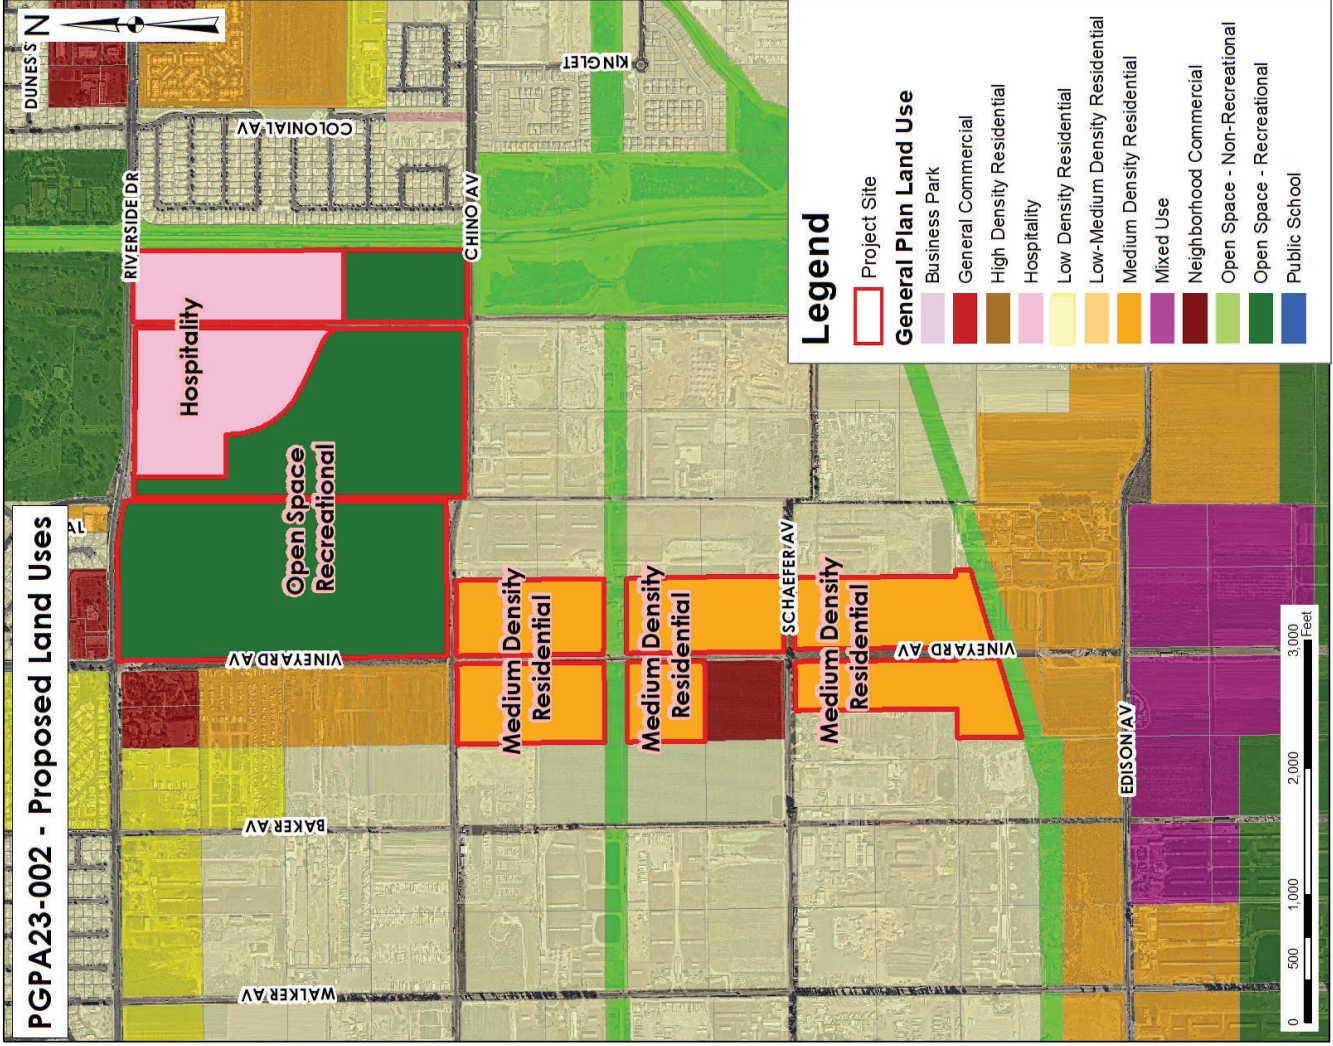 PGPA23-002 - Proposed Land Uses
N
DUNES S
AL
RIVERSIDE DR
COLONIAL AV
CHINO AV
KINGLET
Hospitality
Open Space
Recreational
VINEYARD AV
BAKER AV
WALKER AV
Medium Density
Residential
Medium Density
Residential
SCHAEFER AV
Medium Density
Residential
VINEYARD AV
EDISON AV
Legend
Project Site
General Plan Land Use
Business Park
General Commercial
High Density Residential
Hospitality
Low Density Residential
Low-Medium Density Residential
Medium Density Residential
Mixed Use
Neighborhood Commercial
Open Space - Non-Recreational
Open Space - Recreational
Public School
0 500 1,000 2,000 3,000
Feet